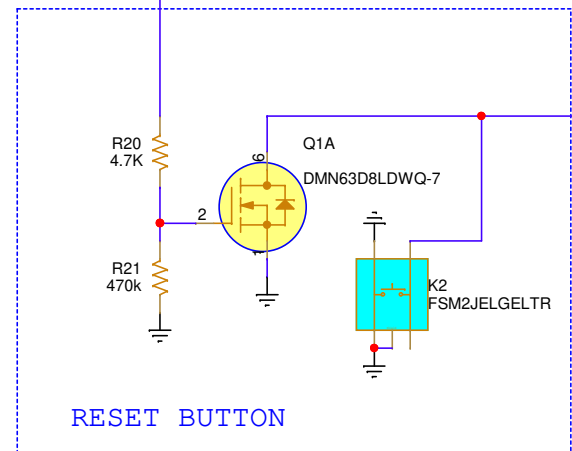 Q1A
R20
4.7K
6
DMN63D8LDWQ-7
2
1
R21
470k
K2
FSM2JELGELTR
RESET BUTTON